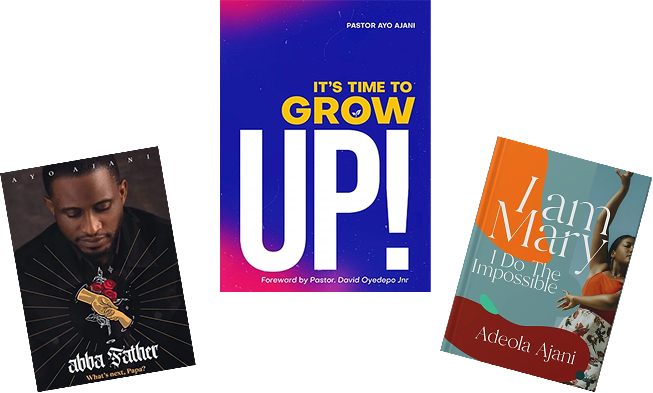 AYO AJANI
abba Father
What's next, Papa?
PASTOR AYO AJANI
IT'S TIME TO
GROW
UP!
Foreword by Pastor. David Oyedepo Jnr
I am
Mary
I Do The
Impossible
Adeola Ajani